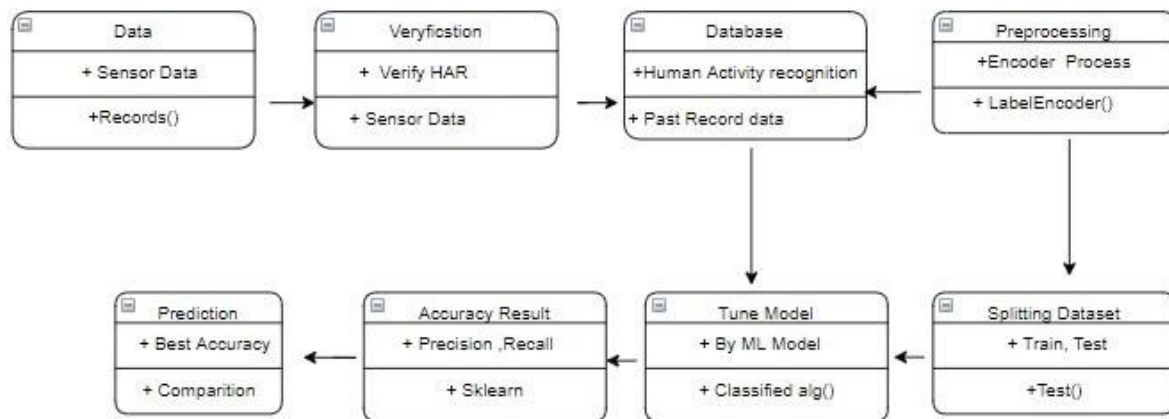 Data
+ Sensor Data
+Records()
Veryficstion
+ Verify HAR
+ Sensor Data
Database
+Human Activity recognition
+ Past Record data
Preprocessing
+Encoder Process
+ LabelEncoder()
Prediction
+ Best Accuracy
+ Comparition
Accuracy Result
+ Precision ,Recall
+ Sklearn
Tune Model
+ By ML Model
+ Classified alg()
Splitting Dataset
+ Train, Test
+Test()